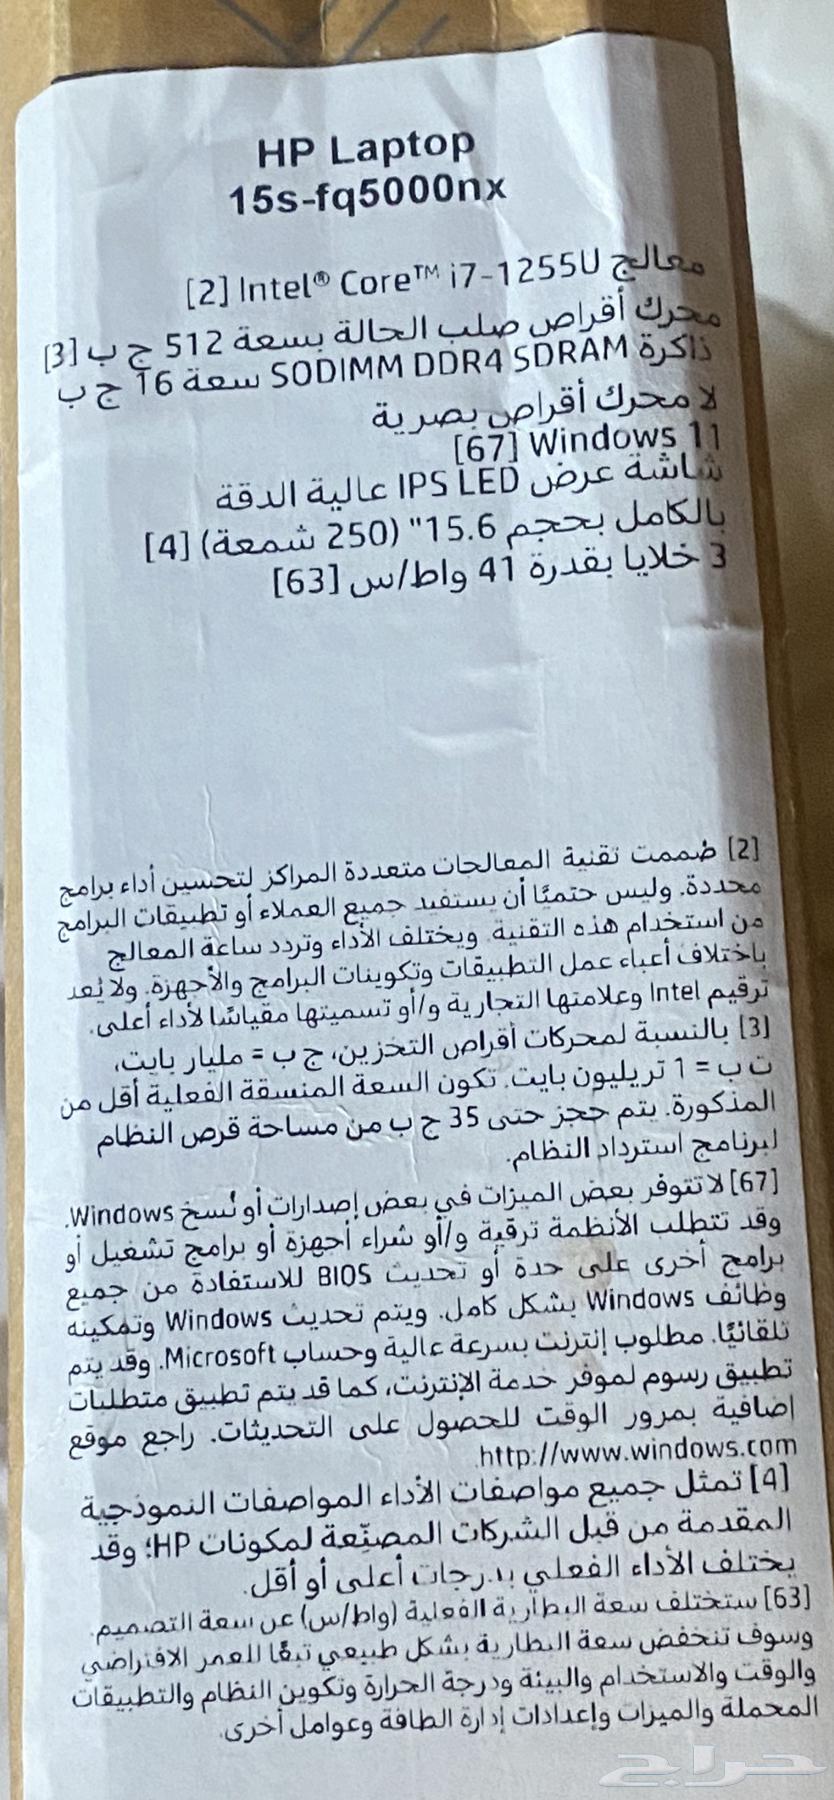 HP Laptop
15s-fq5000nx
معالج Intel® Core™ i7-1255U [2]
محرك أقراص صلب الحالة بسعة 512 ج ب [3]
ذاكرة SODIMM DDR4 SDRAM سعة 16 ج ب
لا محرك أقراص بصرية
Windows 11 [67]
شاشة عرض IPS LED عالية الدقة
بالكامل بحجم 15.6" (250 شمعة) [4]
3 خلايا بقدرة 41 واط/س [63]
[2] صُممت تقنية المعالجات متعددة المراكز لتحسين أداء برامج
محددة. وليس حتميًا أن يستفيد جميع العملاء أو تطبيقات البرامج
من استخدام هذه التقنية. ويختلف الأداء وتردد ساعة المعالج
باختلاف أعباء عمل التطبيقات وتكوينات البرامج والأجهزة. ولا يُعد
ترقيم Intel وعلامتها التجارية و/أو تسميتها مقياسًا لأداء أعلى.
[3] بالنسبة لمحركات أقراص التخزين، ج ب = مليار بايت،
ت ب = 1 تريليون بايت. تكون السعة المنسقة الفعلية أقل من
المذكورة. يتم حجز حتى 35 ج ب من مساحة قرص النظام
لبرنامج استرداد النظام.
[67] لا تتوفر بعض الميزات في بعض إصدارات أو نُسخ Windows.
وقد تتطلب الأنظمة ترقية و/أو شراء أجهزة أو برامج تشغيل أو
برامج أخرى على حدة أو تحديث BIOS للاستفادة من جميع
وظائف Windows بشكل كامل. ويتم تحديث Windows وتمكينه
تلقائيًا. مطلوب إنترنت بسرعة عالية وحساب Microsoft. وقد يتم
تطبيق رسوم لموفر خدمة الإنترنت، كما قد يتم تطبيق متطلبات
إضافية بمرور الوقت للحصول على التحديثات. راجع موقع
http://www.windows.com.
[4] تمثل جميع مواصفات الأداء المواصفات النموذجية
المقدمة من قبل الشركات المصنّعة لمكونات HP؛ وقد
يختلف الأداء الفعلي بدرجات أعلى أو أقل.
[63] ستختلف سعة البطارية الفعلية (واط/س) عن سعة التصميم.
وسوف تنخفض سعة البطارية بشكل طبيعي تبعًا للعمر الافتراضي
والوقت والاستخدام والبيئة ودرجة الحرارة وتكوين النظام والتطبيقات
المحملة والميزات وإعدادات إدارة الطاقة وعوامل أخرى.
حراج